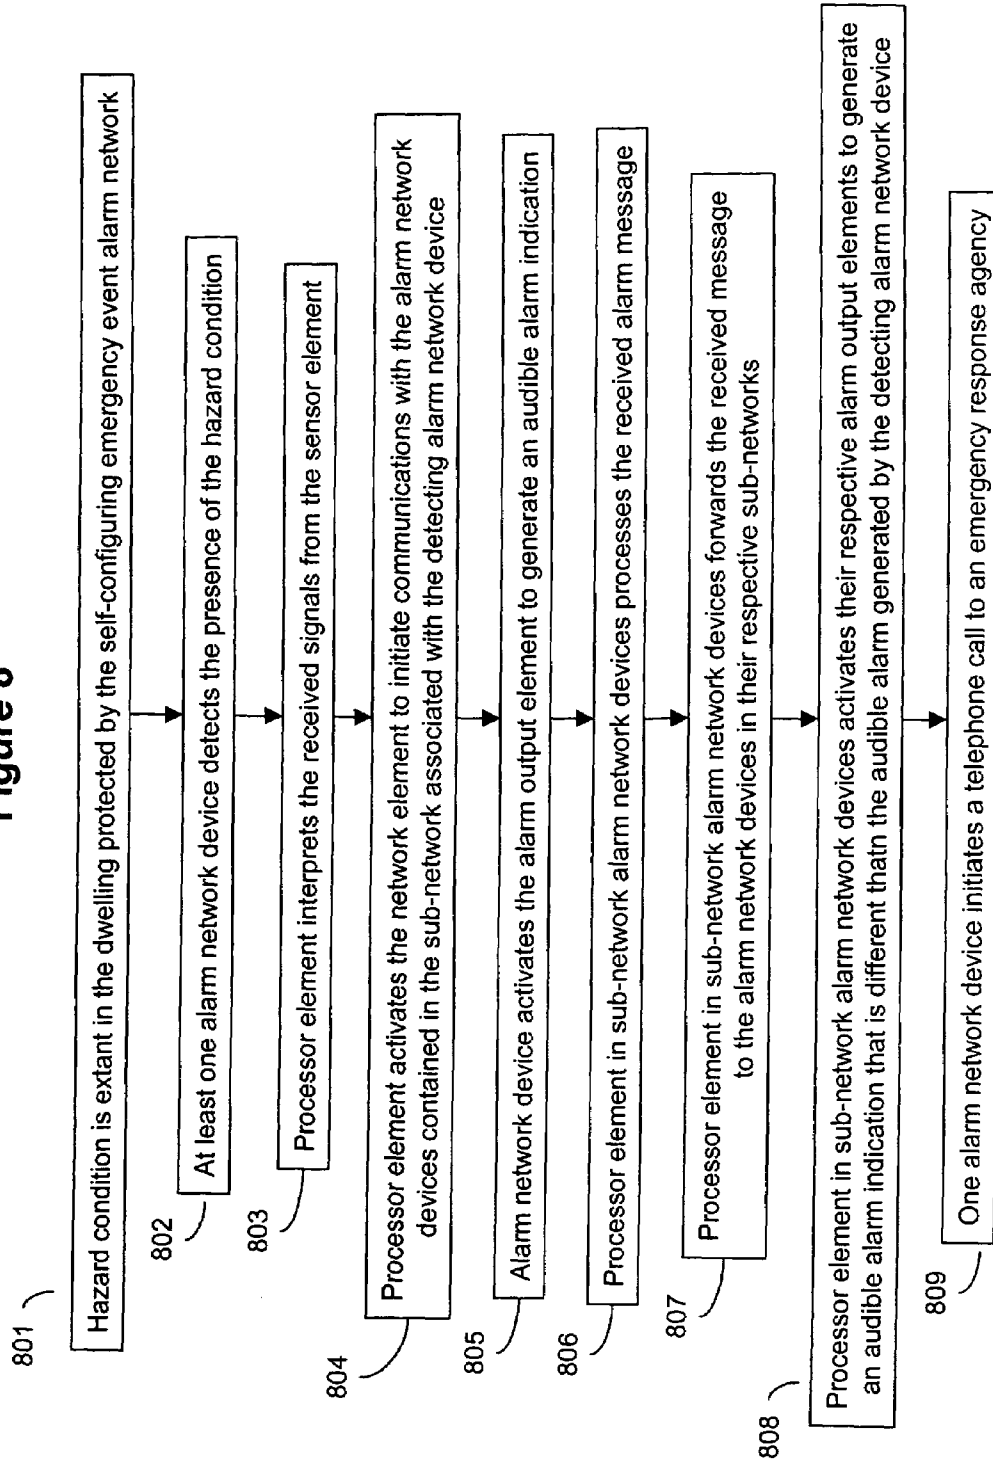 Figure 8
801
Hazard condition is extant in the dwelling protected by the self-configuring emergency event alarm network
802
At least one alarm network device detects the presence of the hazard condition
803
Processor element interprets the received signals from the sensor element
804
Processor element activates the network element to initiate communications with the alarm network
devices contained in the sub-network associated with the detecting alarm network device
805
Alarm network device activates the alarm output element to generate an audible alarm indication
806
Processor element in sub-network alarm network devices processes the received alarm message
807
Processor element in sub-network alarm network devices forwards the received message
to the alarm network devices in their respective sub-networks
808
Processor element in sub-network alarm network devices activates their respective alarm output elements to generate
an audible alarm indication that is different thatn the audible alarm generated by the detecting alarm network device
809
One alarm network device initiates a telephone call to an emergency response agency